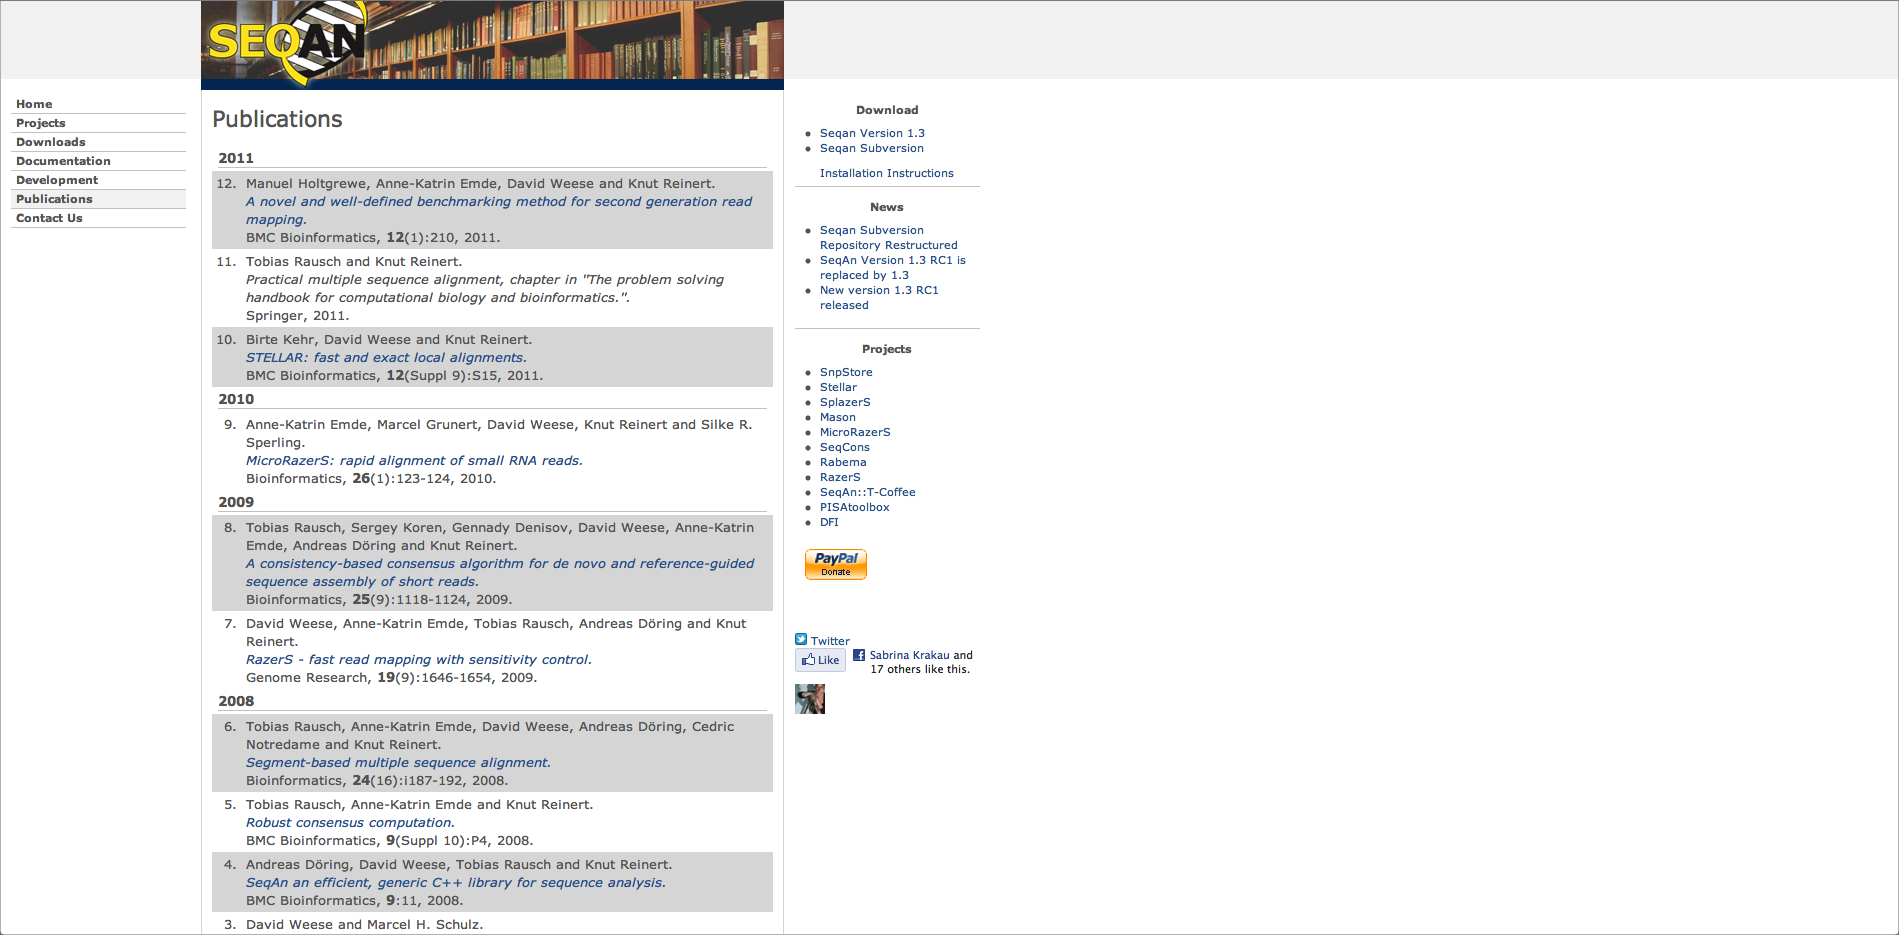 SEQAN
Home
Projects
Downloads
Documentation
Development
Publications
Contact Us
Publications
2011
12. Manuel Holtgrewe, Anne-Katrin Emde, David Weese and Knut Reinert.
A novel and well-defined benchmarking method for second generation read
mapping.
BMC Bioinformatics, 12(1):210, 2011.
11. Tobias Rausch and Knut Reinert.
Practical multiple sequence alignment, chapter in "The problem solving
handbook for computational biology and bioinformatics.".
Springer, 2011.
10. Birte Kehr, David Weese and Knut Reinert.
STELLAR: fast and exact local alignments.
BMC Bioinformatics, 12(Suppl 9):S15, 2011.
2010
9. Anne-Katrin Emde, Marcel Grunert, David Weese, Knut Reinert and Silke R.
Sperling.
MicroRazerS: rapid alignment of small RNA reads.
Bioinformatics, 26(1):123-124, 2010.
2009
8. Tobias Rausch, Sergey Koren, Gennady Denisov, David Weese, Anne-Katrin
Emde, Andreas Döring and Knut Reinert.
A consistency-based consensus algorithm for de novo and reference-guided
sequence assembly of short reads.
Bioinformatics, 25(9):1118-1124, 2009.
7. David Weese, Anne-Katrin Emde, Tobias Rausch, Andreas Döring and Knut
Reinert.
RazerS - fast read mapping with sensitivity control.
Genome Research, 19(9):1646-1654, 2009.
2008
6. Tobias Rausch, Anne-Katrin Emde, David Weese, Andreas Döring, Cedric
Notredame and Knut Reinert.
Segment-based multiple sequence alignment.
Bioinformatics, 24(16):i187-192, 2008.
5. Tobias Rausch, Anne-Katrin Emde and Knut Reinert.
Robust consensus computation.
BMC Bioinformatics, 9(Suppl 10):P4, 2008.
4. Andreas Döring, David Weese, Tobias Rausch and Knut Reinert.
SeqAn an efficient, generic C++ library for sequence analysis.
BMC Bioinformatics, 9:11, 2008.
3. David Weese and Marcel H. Schulz.
Download
Seqan Version 1.3
Seqan Subversion
Installation Instructions
News
Seqan Subversion
Repository Restructured
SeqAn Version 1.3 RC1 is
replaced by 1.3
New version 1.3 RC1
released
Projects
SnpStore
Stellar
SplazerS
Mason
MicroRazerS
SeqCons
Rabema
RazerS
SeqAn::T-Coffee
PISAtoolbox
DFI
PayPal
Donate
Twitter
Like
Sabrina Krakau and
17 others like this.